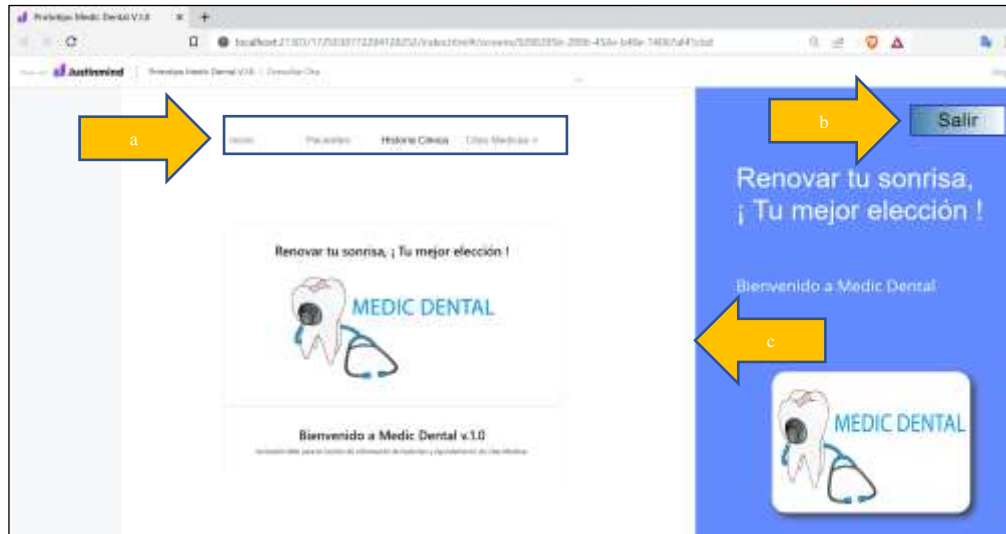 Prototipo Medic Dental V.1.0
Justinmind
Prototipo Medic Dental V.1.0
Consultar Cita
a
Inicio Pacientes Historia Clínica Citas Medicas
b
Salir
Renovar tu sonrisa,
¡ Tu mejor elección !
Renovar tu sonrisa, ¡ Tu mejor elección !
MEDIC DENTAL
Bienvenido a Medic Dental
c
Bienvenido a Medic Dental v.1.0
MEDIC DENTAL